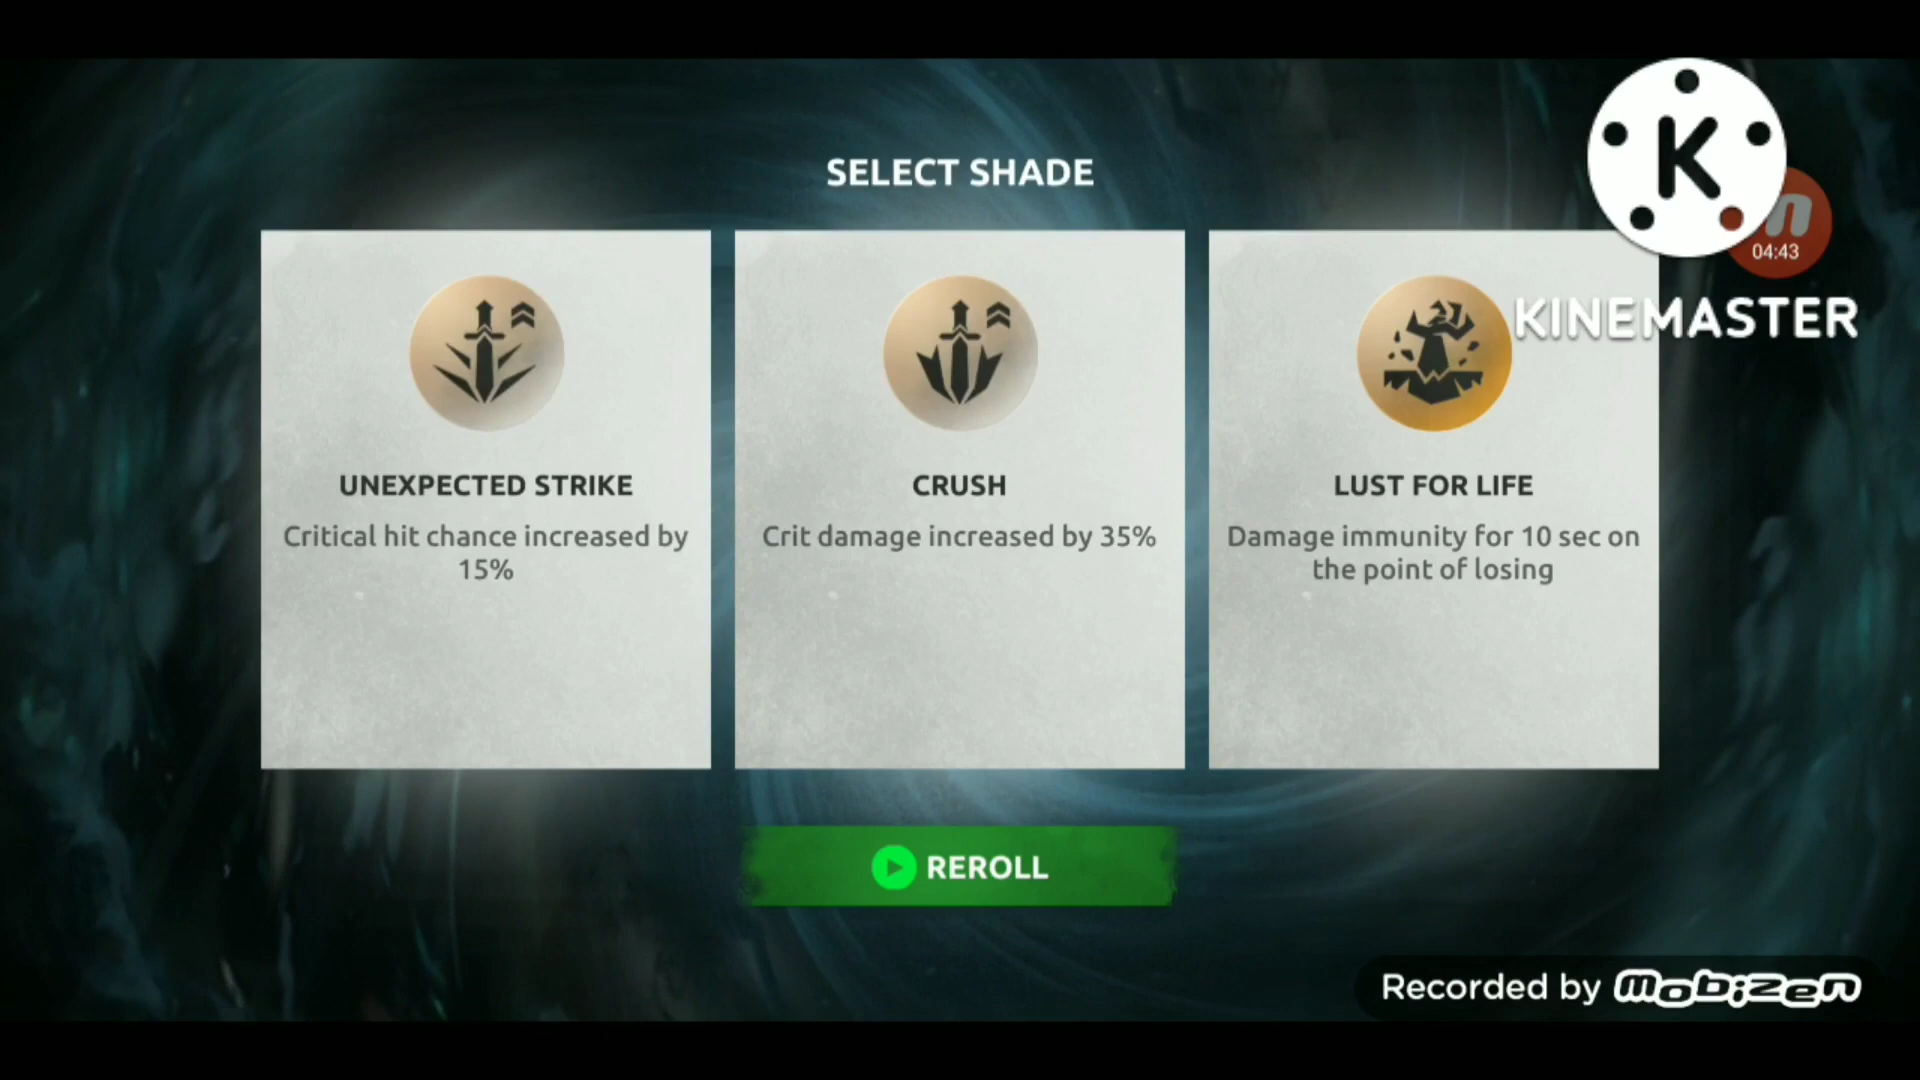 SELECT SHADE
K
04:43
KINEMASTER
UNEXPECTED STRIKE
Critical hit chance increased by
15%
CRUSH
Crit damage increased by 35%
LUST FOR LIFE
Damage immunity for 10 sec on
the point of losing
REROLL
Recorded by mobizen